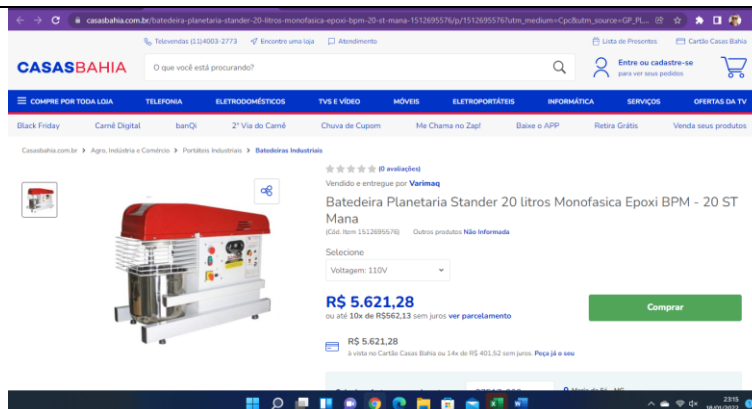 casasbahia.com.br/batedeira-planetaria-stander-20-litros-monofasica-epoxi-bpm-20-st-mana-1512695576/p/1512695576?utm_medium=Cpc&utm_source=GP_PL...
Televendas (11)4003-2773 Encontre uma loja Atendimento Lista de Presentes Cartão Casas Bahia
CASASBAHIA O que você está procurando? Entre ou cadastre-se
para ver seus pedidos
COMPRE POR TODA LOJA TELEFONIA ELETRODOMÉSTICOS TVS E VÍDEO MÓVEIS ELETROPORTÁTEIS INFORMÁTICA SERVIÇOS OFERTAS DA TV
Black Friday Carnê Digital banQi 2ª Via do Carnê Chuva de Cupom Me Chama no Zap! Baixe o APP Retira Grátis Venda seus produtos
Casasbahia.com.br > Agro, Indústria e Comércio > Portáteis Industriais > Batedeiras Industriais
(0 avaliações)
Vendido e entregue por Varimaq
Batedeira Planetaria Stander 20 litros Monofasica Epoxi BPM - 20 ST
Mana
(Cód. Item 1512695576) Outros produtos Não Informada
Selecione
Voltagem: 110V
R$ 5.621,28
ou até 10x de R$562,13 sem juros ver parcelamento
Comprar
R$ 5.621,28
à vista no Cartão Casas Bahia ou 14x de R$ 401,52 sem juros. Peça já o seu
23:15
18/01/2022